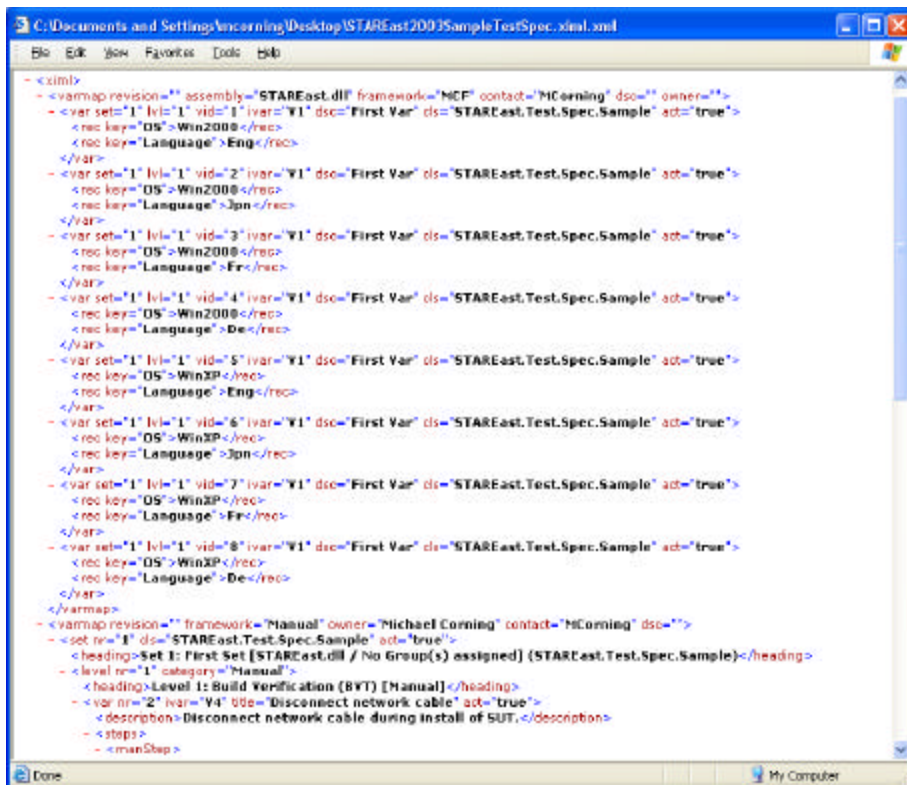 C:\Documents and Settings\mcorning\Desktop\STAREast2003SampleTestSpec.ximl.xml
File Edit View Favorites Tools Help
- <ximl>
- <varmap revision="" assembly="STAREast.dll" framework="MCF" contact="MCorning" dsc="" owner="">
- <var set="1" lvl="1" vid="1" ivar="V1" dsc="First Var" cls="STAREast.Test.Spec.Sample" act="true">
<rec key="OS">Win2000</rec>
<rec key="Language">Eng</rec>
</var>
- <var set="1" lvl="1" vid="2" ivar="V1" dsc="First Var" cls="STAREast.Test.Spec.Sample" act="true">
<rec key="OS">Win2000</rec>
<rec key="Language">Jpn</rec>
</var>
- <var set="1" lvl="1" vid="3" ivar="V1" dsc="First Var" cls="STAREast.Test.Spec.Sample" act="true">
<rec key="OS">Win2000</rec>
<rec key="Language">Fr</rec>
</var>
- <var set="1" lvl="1" vid="4" ivar="V1" dsc="First Var" cls="STAREast.Test.Spec.Sample" act="true">
<rec key="OS">Win2000</rec>
<rec key="Language">De</rec>
</var>
- <var set="1" lvl="1" vid="5" ivar="V1" dsc="First Var" cls="STAREast.Test.Spec.Sample" act="true">
<rec key="OS">WinXP</rec>
<rec key="Language">Eng</rec>
</var>
- <var set="1" lvl="1" vid="6" ivar="V1" dsc="First Var" cls="STAREast.Test.Spec.Sample" act="true">
<rec key="OS">WinXP</rec>
<rec key="Language">Jpn</rec>
</var>
- <var set="1" lvl="1" vid="7" ivar="V1" dsc="First Var" cls="STAREast.Test.Spec.Sample" act="true">
<rec key="OS">WinXP</rec>
<rec key="Language">Fr</rec>
</var>
- <var set="1" lvl="1" vid="8" ivar="V1" dsc="First Var" cls="STAREast.Test.Spec.Sample" act="true">
<rec key="OS">WinXP</rec>
<rec key="Language">De</rec>
</var>
</varmap>
- <varmap revision="" framework="Manual" owner="Michael Corning" contact="MCorning" dsc="">
- <set nr="1" cls="STAREast.Test.Spec.Sample" act="true">
<heading>Set 1: First Set [STAREast.dll / No Group(s) assigned] (STAREast.Test.Spec.Sample)</heading>
- <level nr="1" category="Manual">
<heading>Level 1: Build Verification (BVT) [Manual]</heading>
- <var nr="2" ivar="V4" title="Disconnect network cable" act="true">
<description>Disconnect network cable during install of SUT.</description>
- <steps>
- <manStep>
Done
My Computer